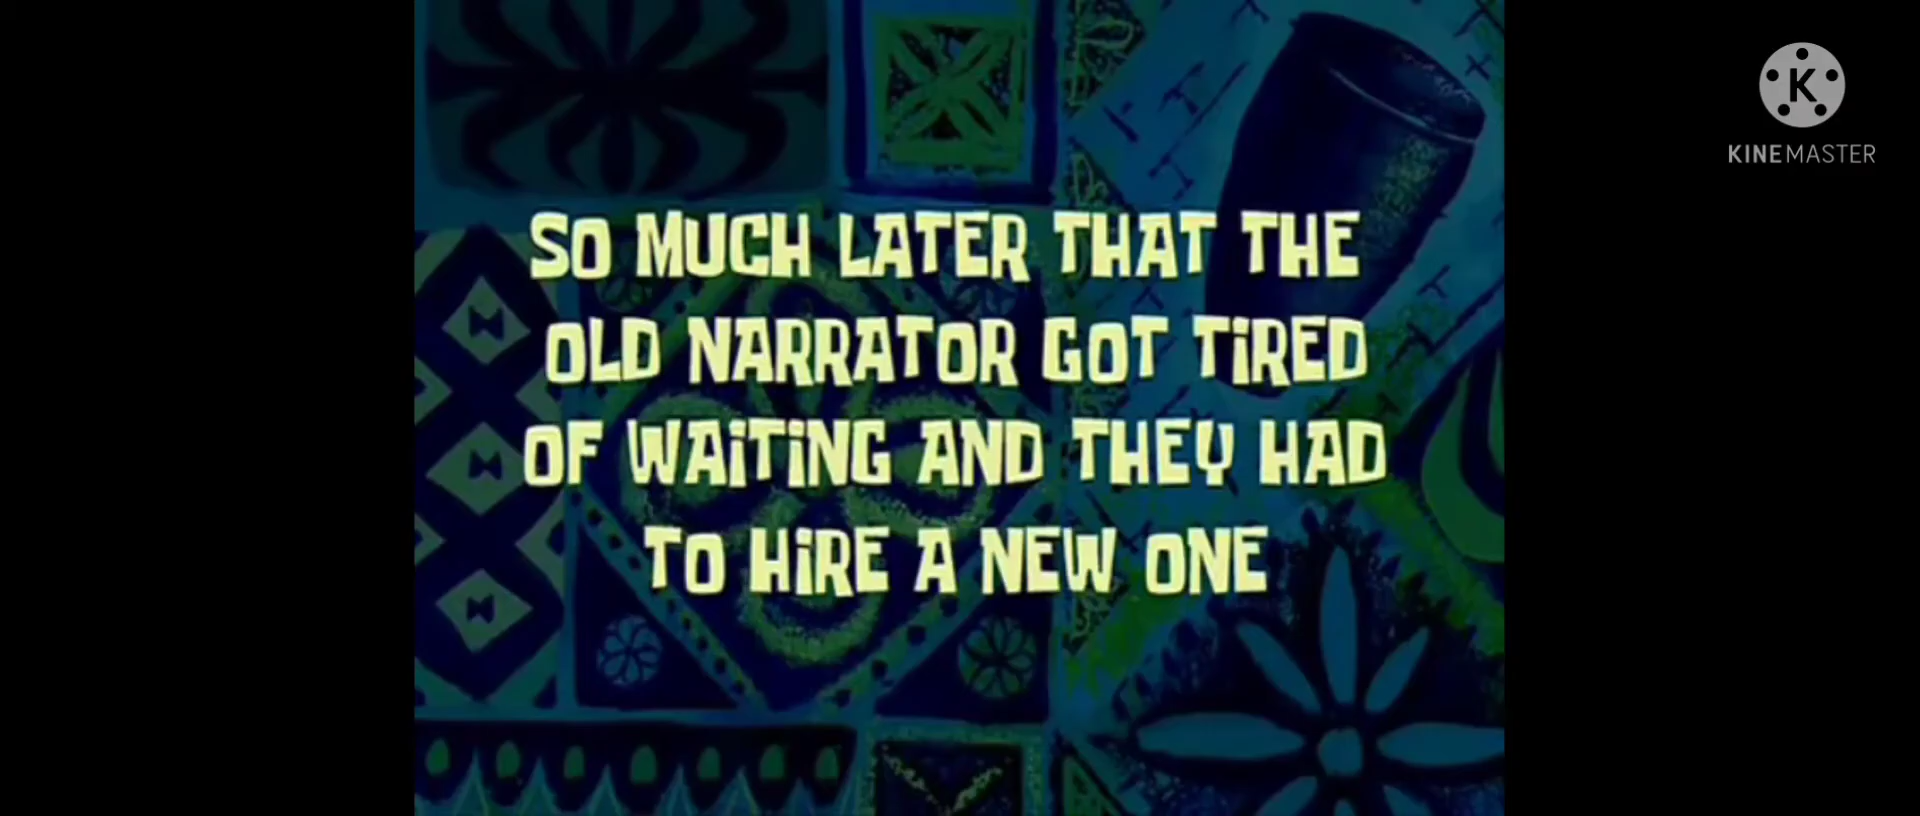 SO MUCH LATER THAT THE
OLD NARRATOR GOT TIRED
OF WAITING AND THEY HAD
TO HIRE A NEW ONE
K
KINEMASTER